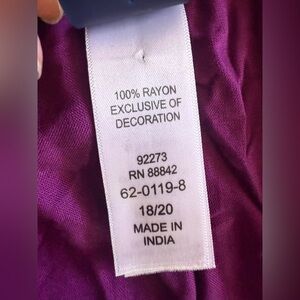 100% RAYON
EXCLUSIVE OF
DECORATION
92273
RN 88842
62-0119-8
18/20
MADE IN
INDIA